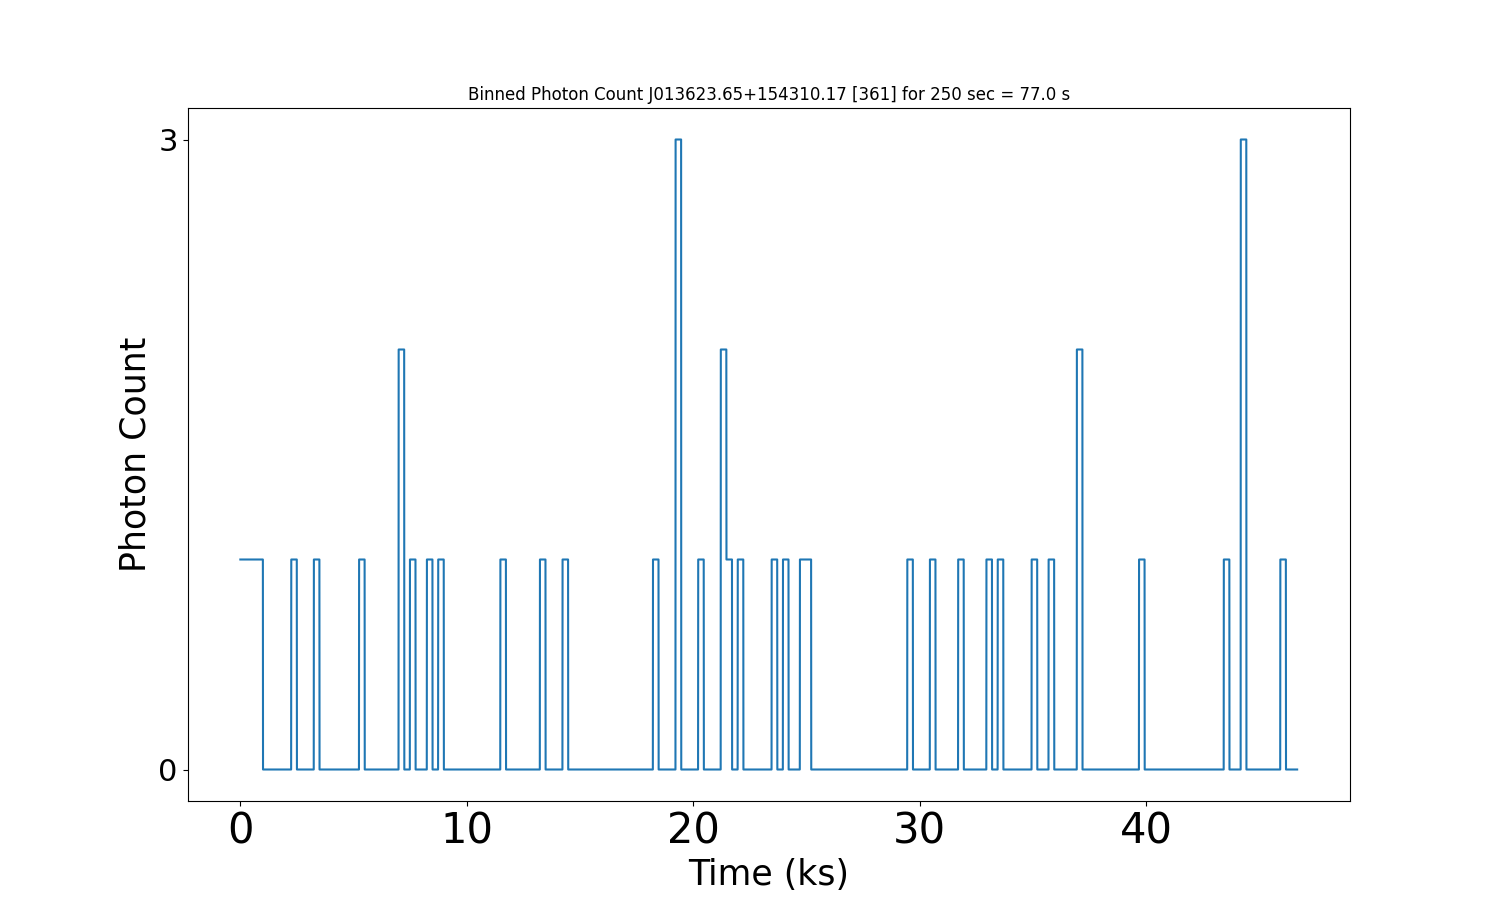 Binned Photon Count J013623.65+154310.17 [361] for 250 sec = 77.0 s
3
Photon Count
0
0 10 20 30 40
Time (ks)